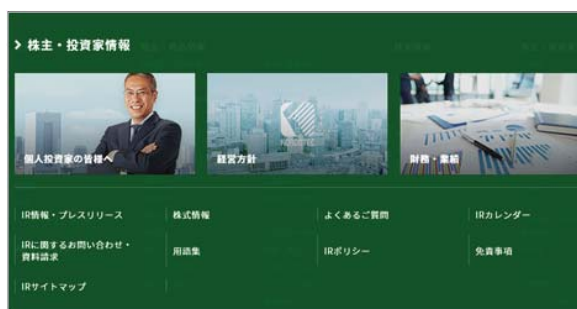 株主・投資家情報
個人投資家の皆様へ
経営方針
財務・業績
IR情報・プレスリリース
株式情報
よくあるご質問
IRカレンダー
IRに関するお問い合わせ・
資料請求
用語集
IRポリシー
免責事項
IRサイトマップ